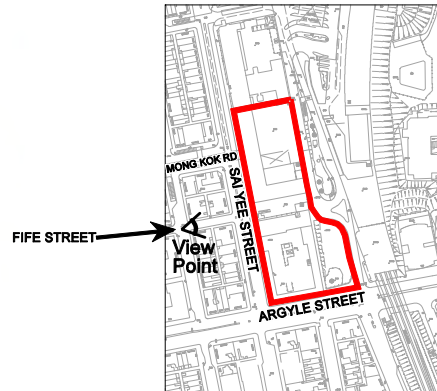 MONG KOK RD
SAI YEE STREET
FIFE STREET
View
Point
ARGYLE STREET